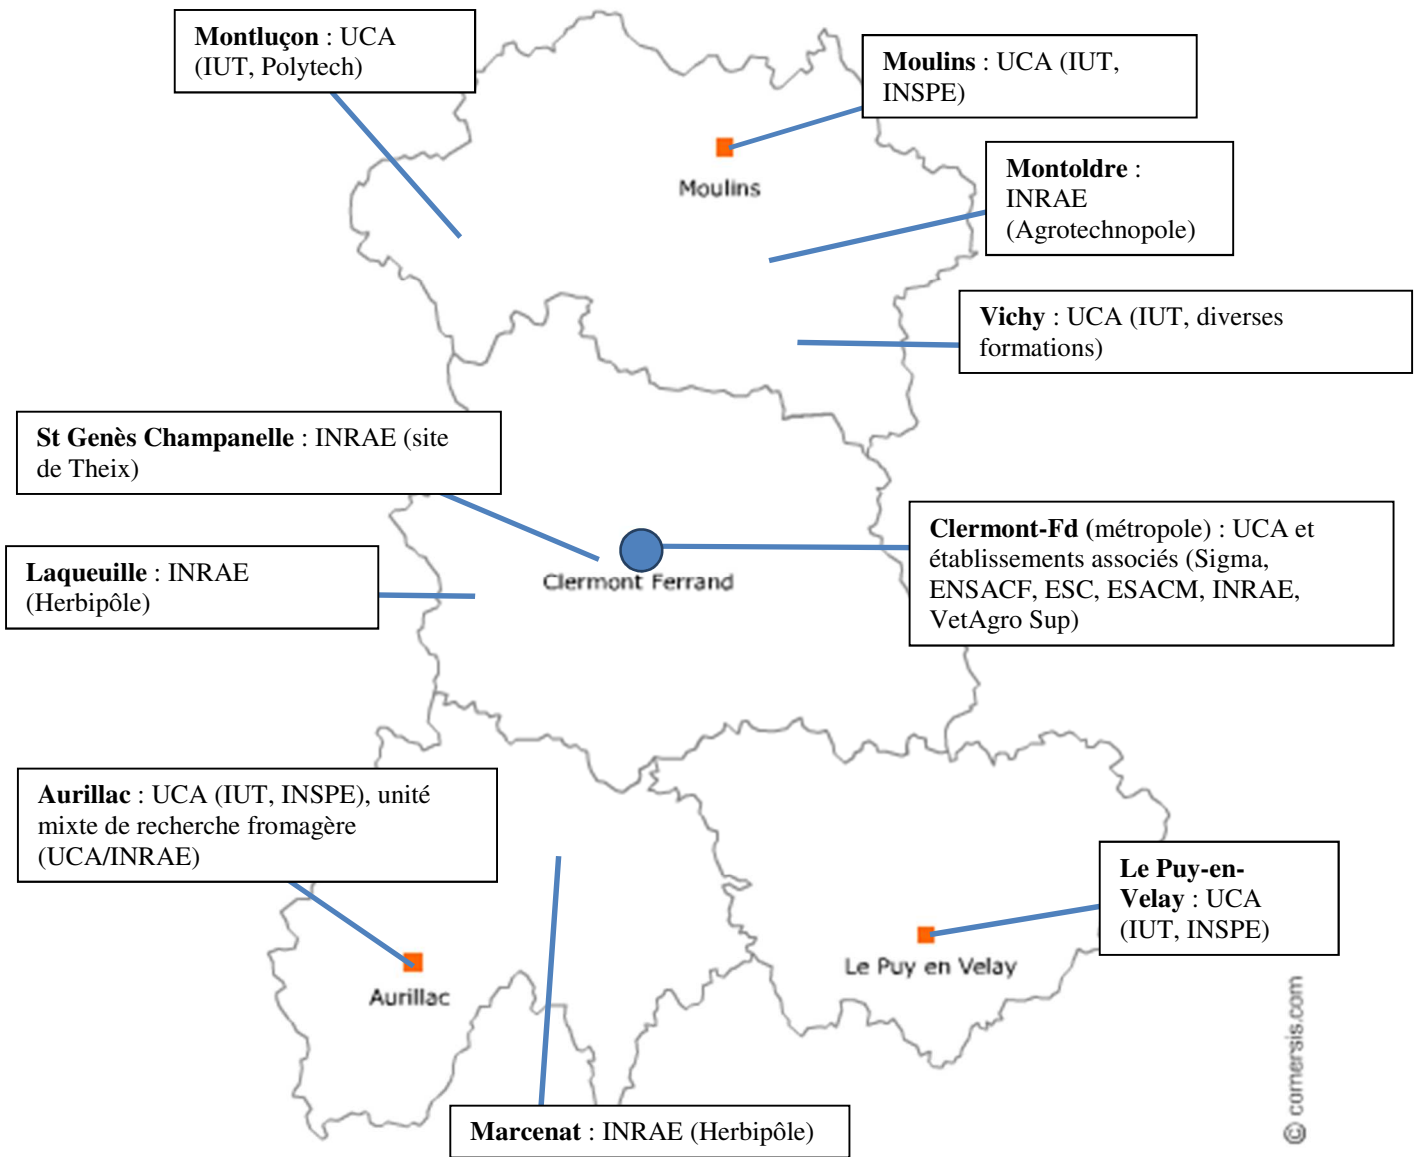 Montluçon : UCA
(IUT, Polytech)
Moulins : UCA (IUT,
INSPE)
Moulins
Montoldre :
INRAE
(Agrotechnopole)
Vichy : UCA (IUT, diverses
formations)
St Genès Champanelle : INRAE (site
de Theix)
Clermont-Fd (métropole) : UCA et
établissements associés (Sigma,
ENSACF, ESC, ESACM, INRAE,
VetAgro Sup)
Laqueuille : INRAE
(Herbipôle)
Clermont Ferrand
Aurillac : UCA (IUT, INSPE), unité
mixte de recherche fromagère
(UCA/INRAE)
Le Puy-en-
Velay : UCA
(IUT, INSPE)
Le Puy en Velay
Aurillac
Marcenat : INRAE (Herbipôle)
© comersis.com